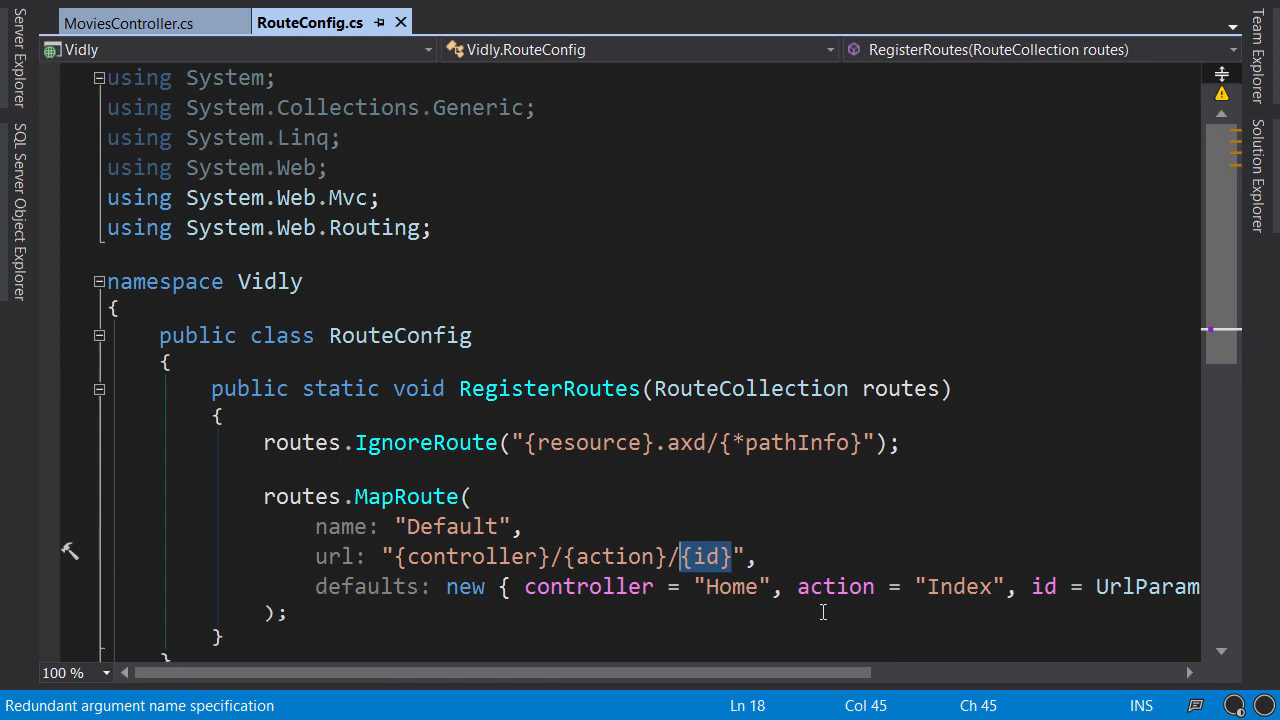 MoviesController.cs
RouteConfig.cs
Vidly
Vidly.RouteConfig
RegisterRoutes(RouteCollection routes)
Server Explorer
SQL Server Object Explorer
Team Explorer
Solution Explorer
using System;
using System.Collections.Generic;
using System.Linq;
using System.Web;
using System.Web.Mvc;
using System.Web.Routing;
namespace Vidly
{
public class RouteConfig
{
public static void RegisterRoutes(RouteCollection routes)
{
routes.IgnoreRoute("{resource}.axd/{*pathInfo}");
routes.MapRoute(
name: "Default",
url: "{controller}/{action}/{id}",
defaults: new { controller = "Home", action = "Index", id = UrlParam
);
}
}
100 %
Redundant argument name specification
Ln 18
Col 45
Ch 45
INS